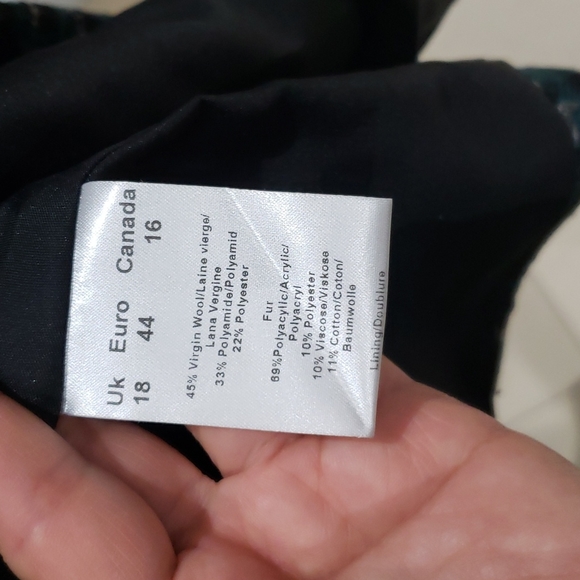 Uk Euro Canada
18 44 16
45% Virgin Wool/Laine vierge/
Lana Vergine
33% Polyamide/Polyamid
22% Polyester
Fur
69%Polyacylic/Acrylic/
Polyacryl
10% Polyester
10% Viscose/Viskose
11% Cotton/Coton/
Baumwolle
Lining/Doublure